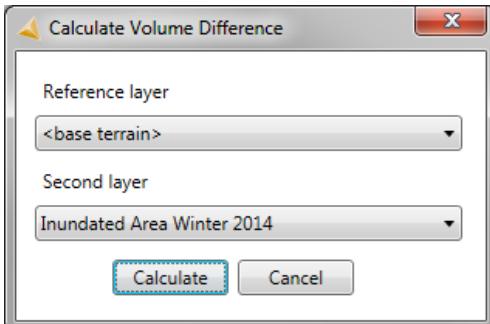 Calculate Volume Difference
Reference layer
<base terrain>
Second layer
Inundated Area Winter 2014
Calculate Cancel